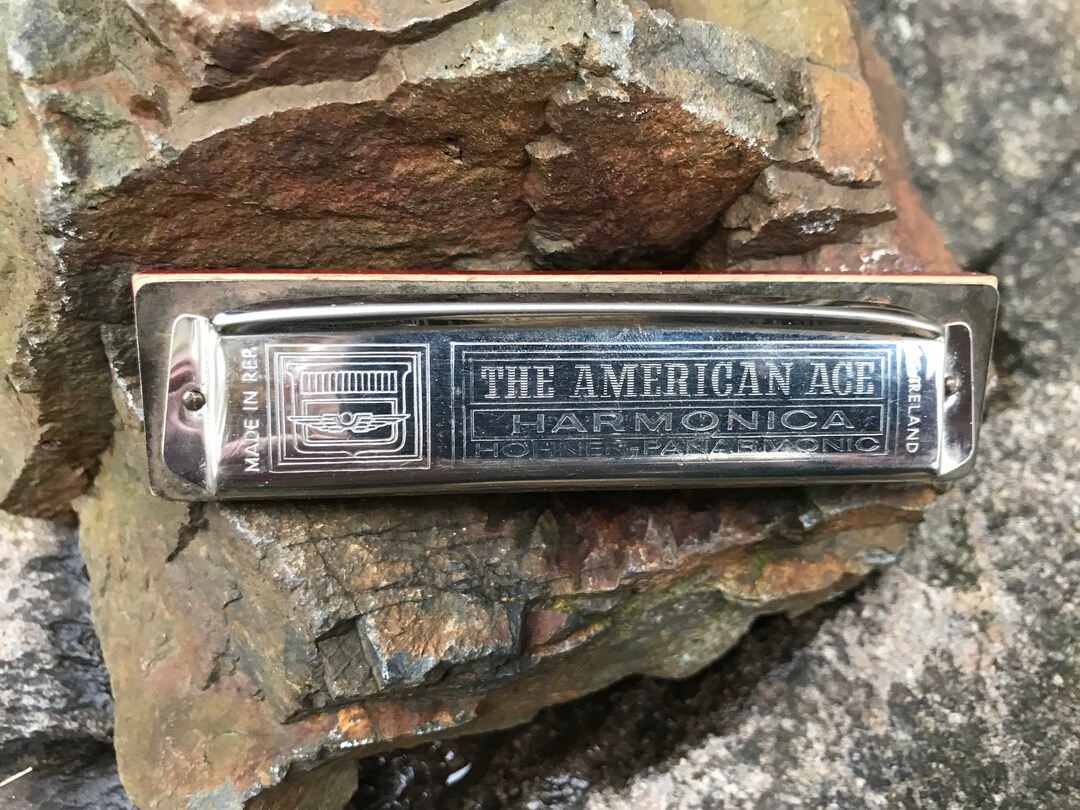 MADE IN REP.
THE AMERICAN ACE
HARMONICA
HOHNER-PANARMONIC
IRELAND